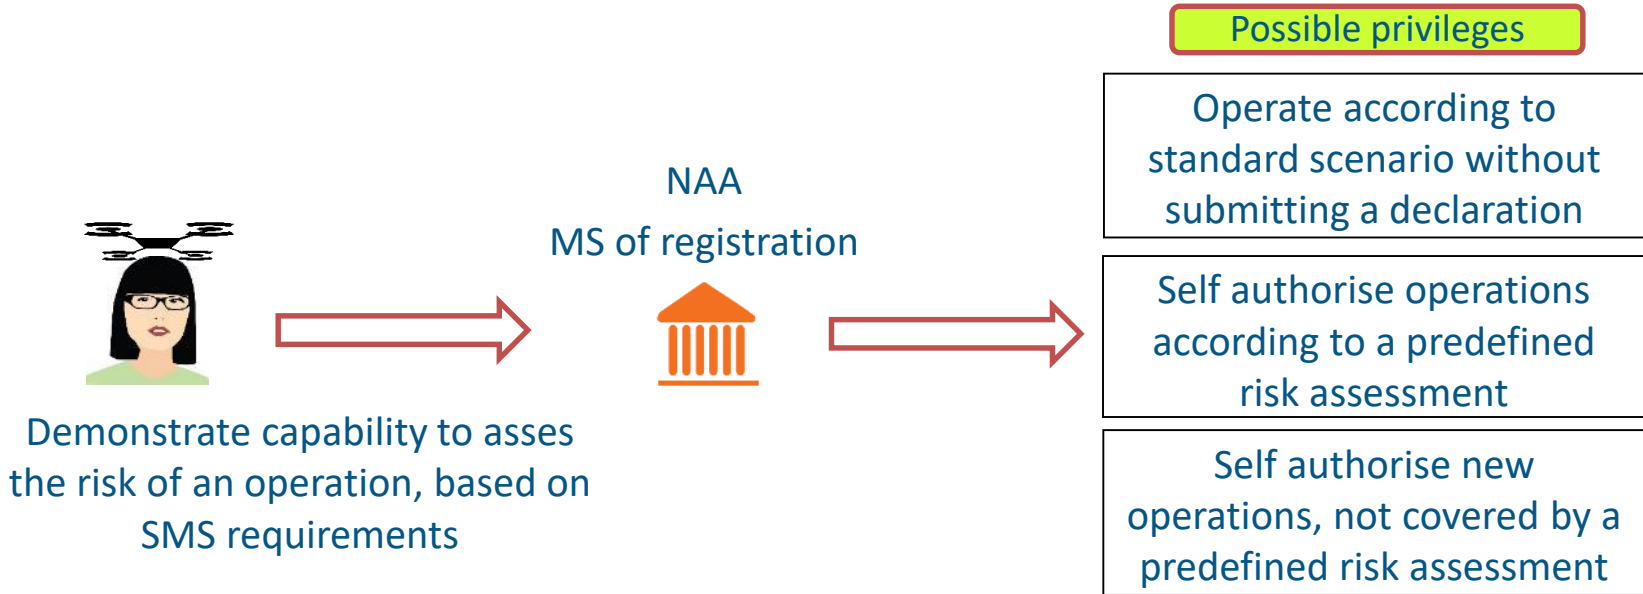 Possible privileges
Operate according to
standard scenario without
submitting a declaration
NAA
MS of registration
Self authorise operations
according to a predefined
risk assessment
Demonstrate capability to asses
the risk of an operation, based on
SMS requirements
Self authorise new
operations, not covered by a
predefined risk assessment